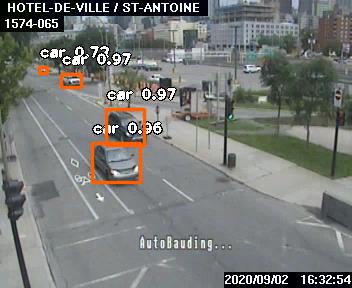 HOTEL-DE-VILLE / ST-ANTOINE
1574-065
car 0.73
car 0.97
car 0.97
car 0.96
AutoBauding...
2020/09/02 16:32:54